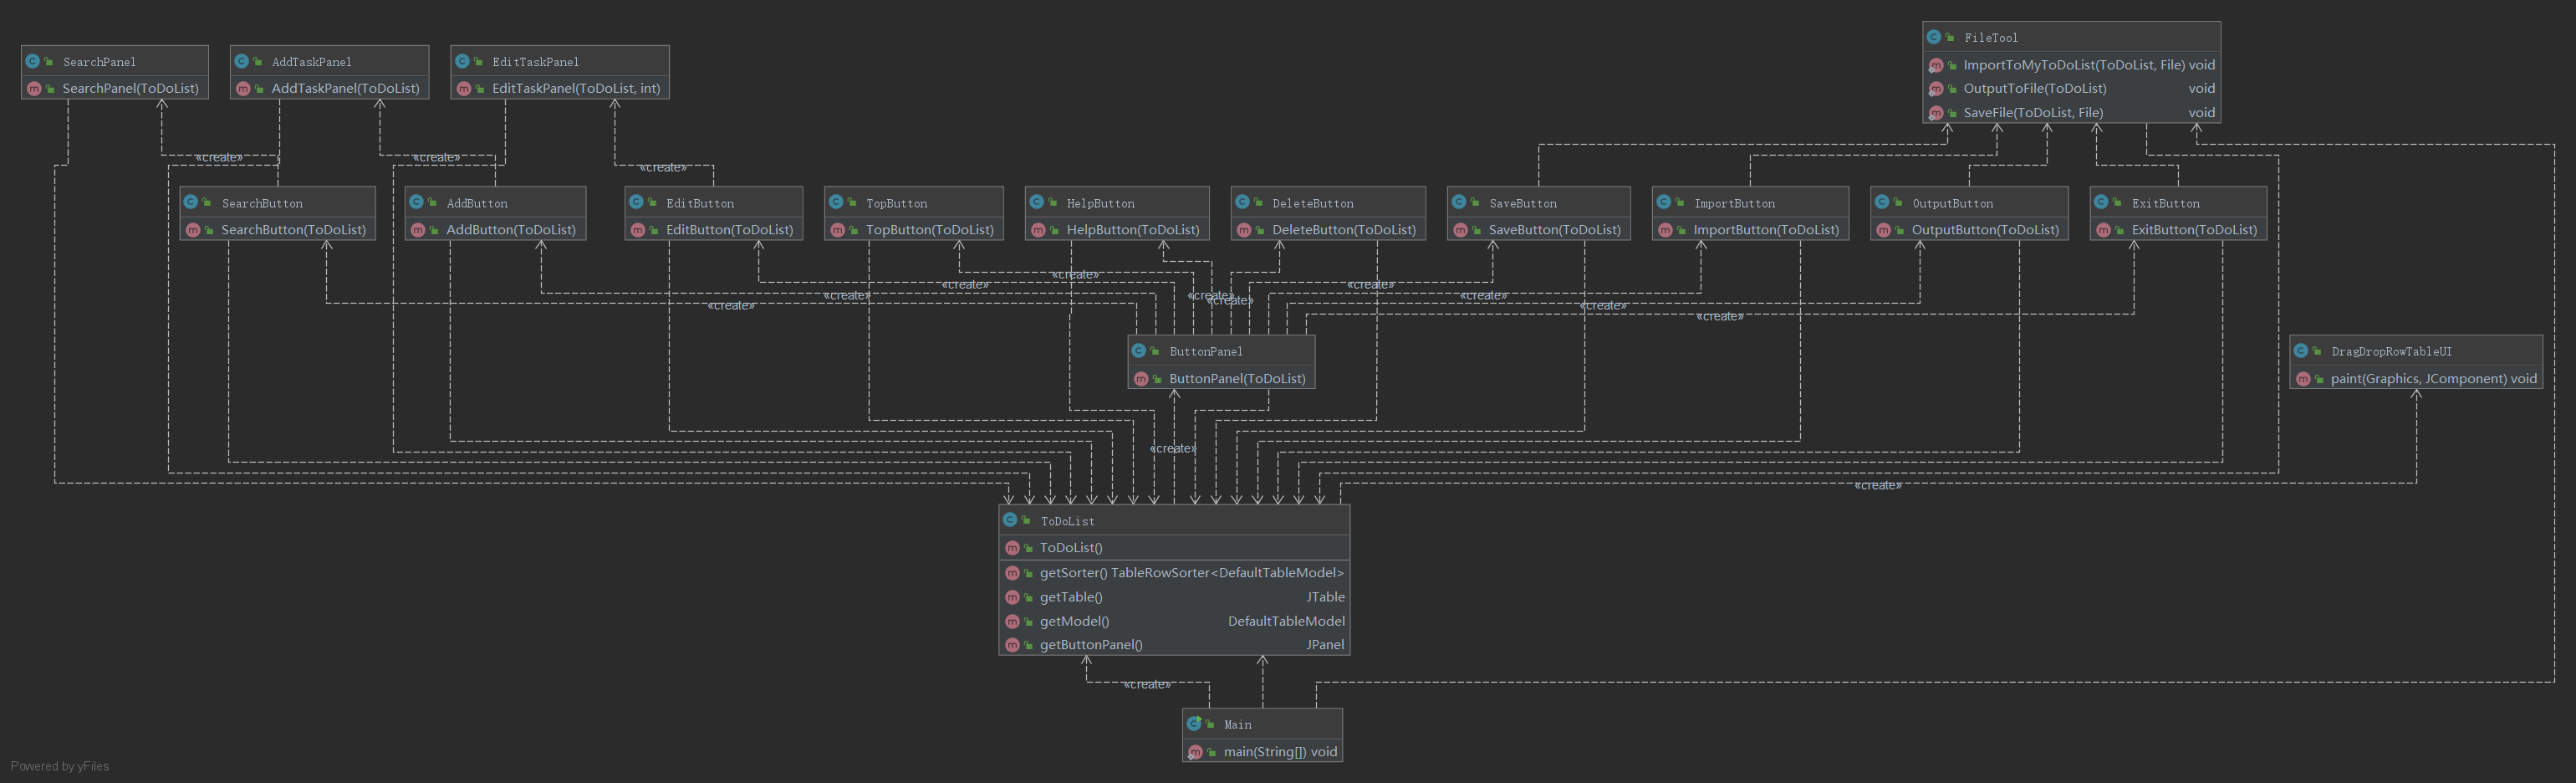 FileTool
ImportToMyToDoList(ToDoList, File) void
OutputToFile(ToDoList) void
SaveFile(ToDoList, File) void
SearchPanel
SearchPanel(ToDoList)
AddTaskPanel
AddTaskPanel(ToDoList)
EditTaskPanel
EditTaskPanel(ToDoList, int)
«create»
«create»
«create»
SearchButton
SearchButton(ToDoList)
AddButton
AddButton(ToDoList)
EditButton
EditButton(ToDoList)
TopButton
TopButton(ToDoList)
HelpButton
HelpButton(ToDoList)
DeleteButton
DeleteButton(ToDoList)
SaveButton
SaveButton(ToDoList)
ImportButton
ImportButton(ToDoList)
OutputButton
OutputButton(ToDoList)
ExitButton
ExitButton(ToDoList)
«create»
«create»
«create»
«create»
«create»
«create»
«create»
«create»
«create»
«create»
ButtonPanel
ButtonPanel(ToDoList)
DragDropRowTableUI
paint(Graphics, JComponent) void
«create»
«create»
ToDoList
ToDoList()
getSorter() TableRowSorter<DefaultTableModel>
getTable() JTable
getModel() DefaultTableModel
getButtonPanel() JPanel
«create»
Main
main(String[]) void
Powered by yFiles